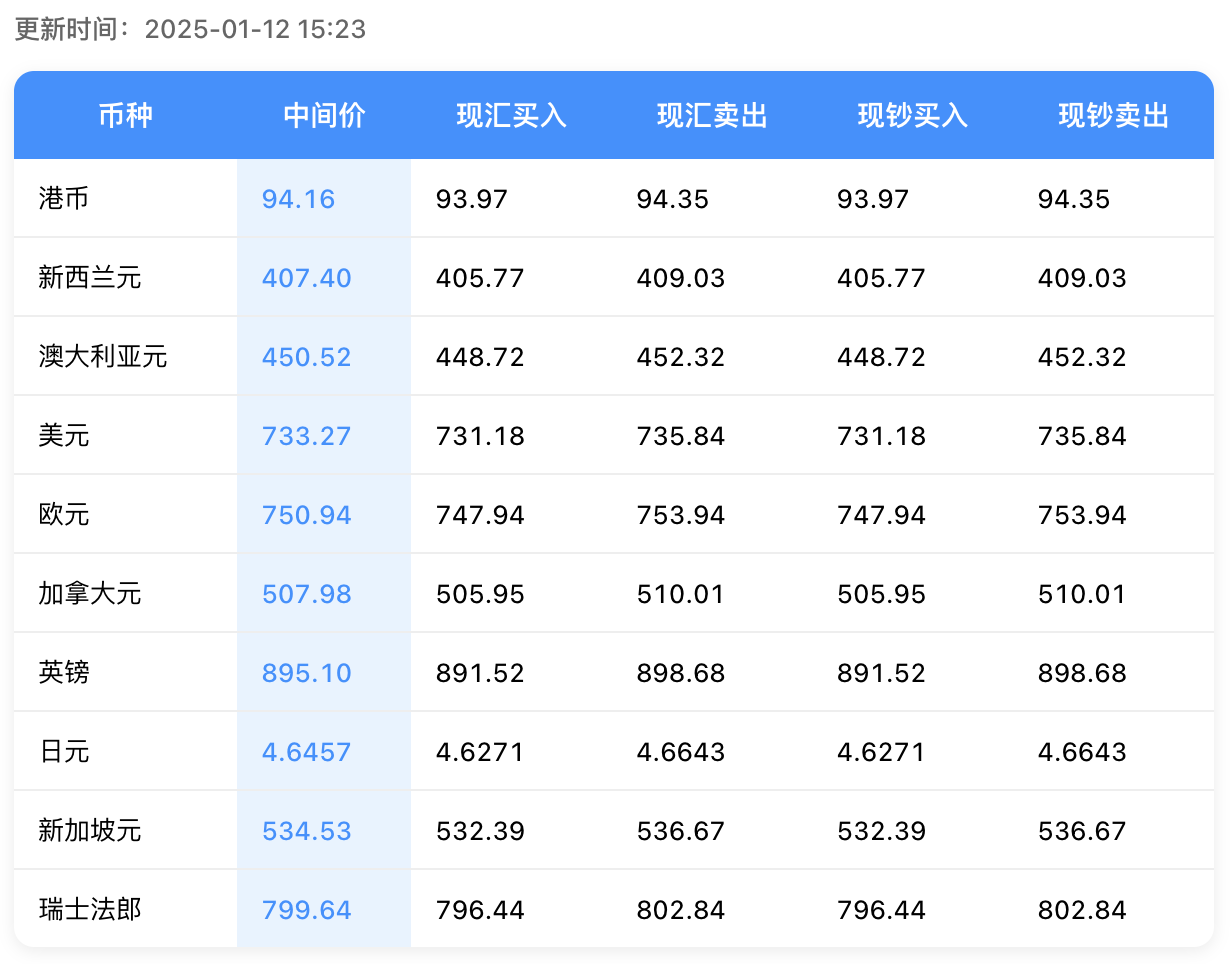 更新时间：2025-01-12 15:23
币种 中间价 现汇买入 现汇卖出 现钞买入 现钞卖出
港币 94.16 93.97 94.35 93.97 94.35
新西兰元 407.40 405.77 409.03 405.77 409.03
澳大利亚元 450.52 448.72 452.32 448.72 452.32
美元 733.27 731.18 735.84 731.18 735.84
欧元 750.94 747.94 753.94 747.94 753.94
加拿大元 507.98 505.95 510.01 505.95 510.01
英镑 895.10 891.52 898.68 891.52 898.68
日元 4.6457 4.6271 4.6643 4.6271 4.6643
新加坡元 534.53 532.39 536.67 532.39 536.67
瑞士法郎 799.64 796.44 802.84 796.44 802.84